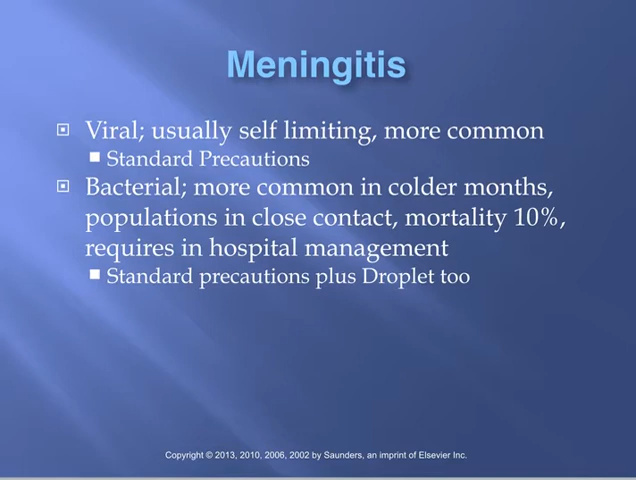 Meningitis
Viral; usually self limiting, more common
Standard Precautions
Bacterial; more common in colder months,
populations in close contact, mortality 10%,
requires in hospital management
Standard precautions plus Droplet too
Copyright © 2013, 2010, 2006, 2002 by Saunders, an imprint of Elsevier Inc.